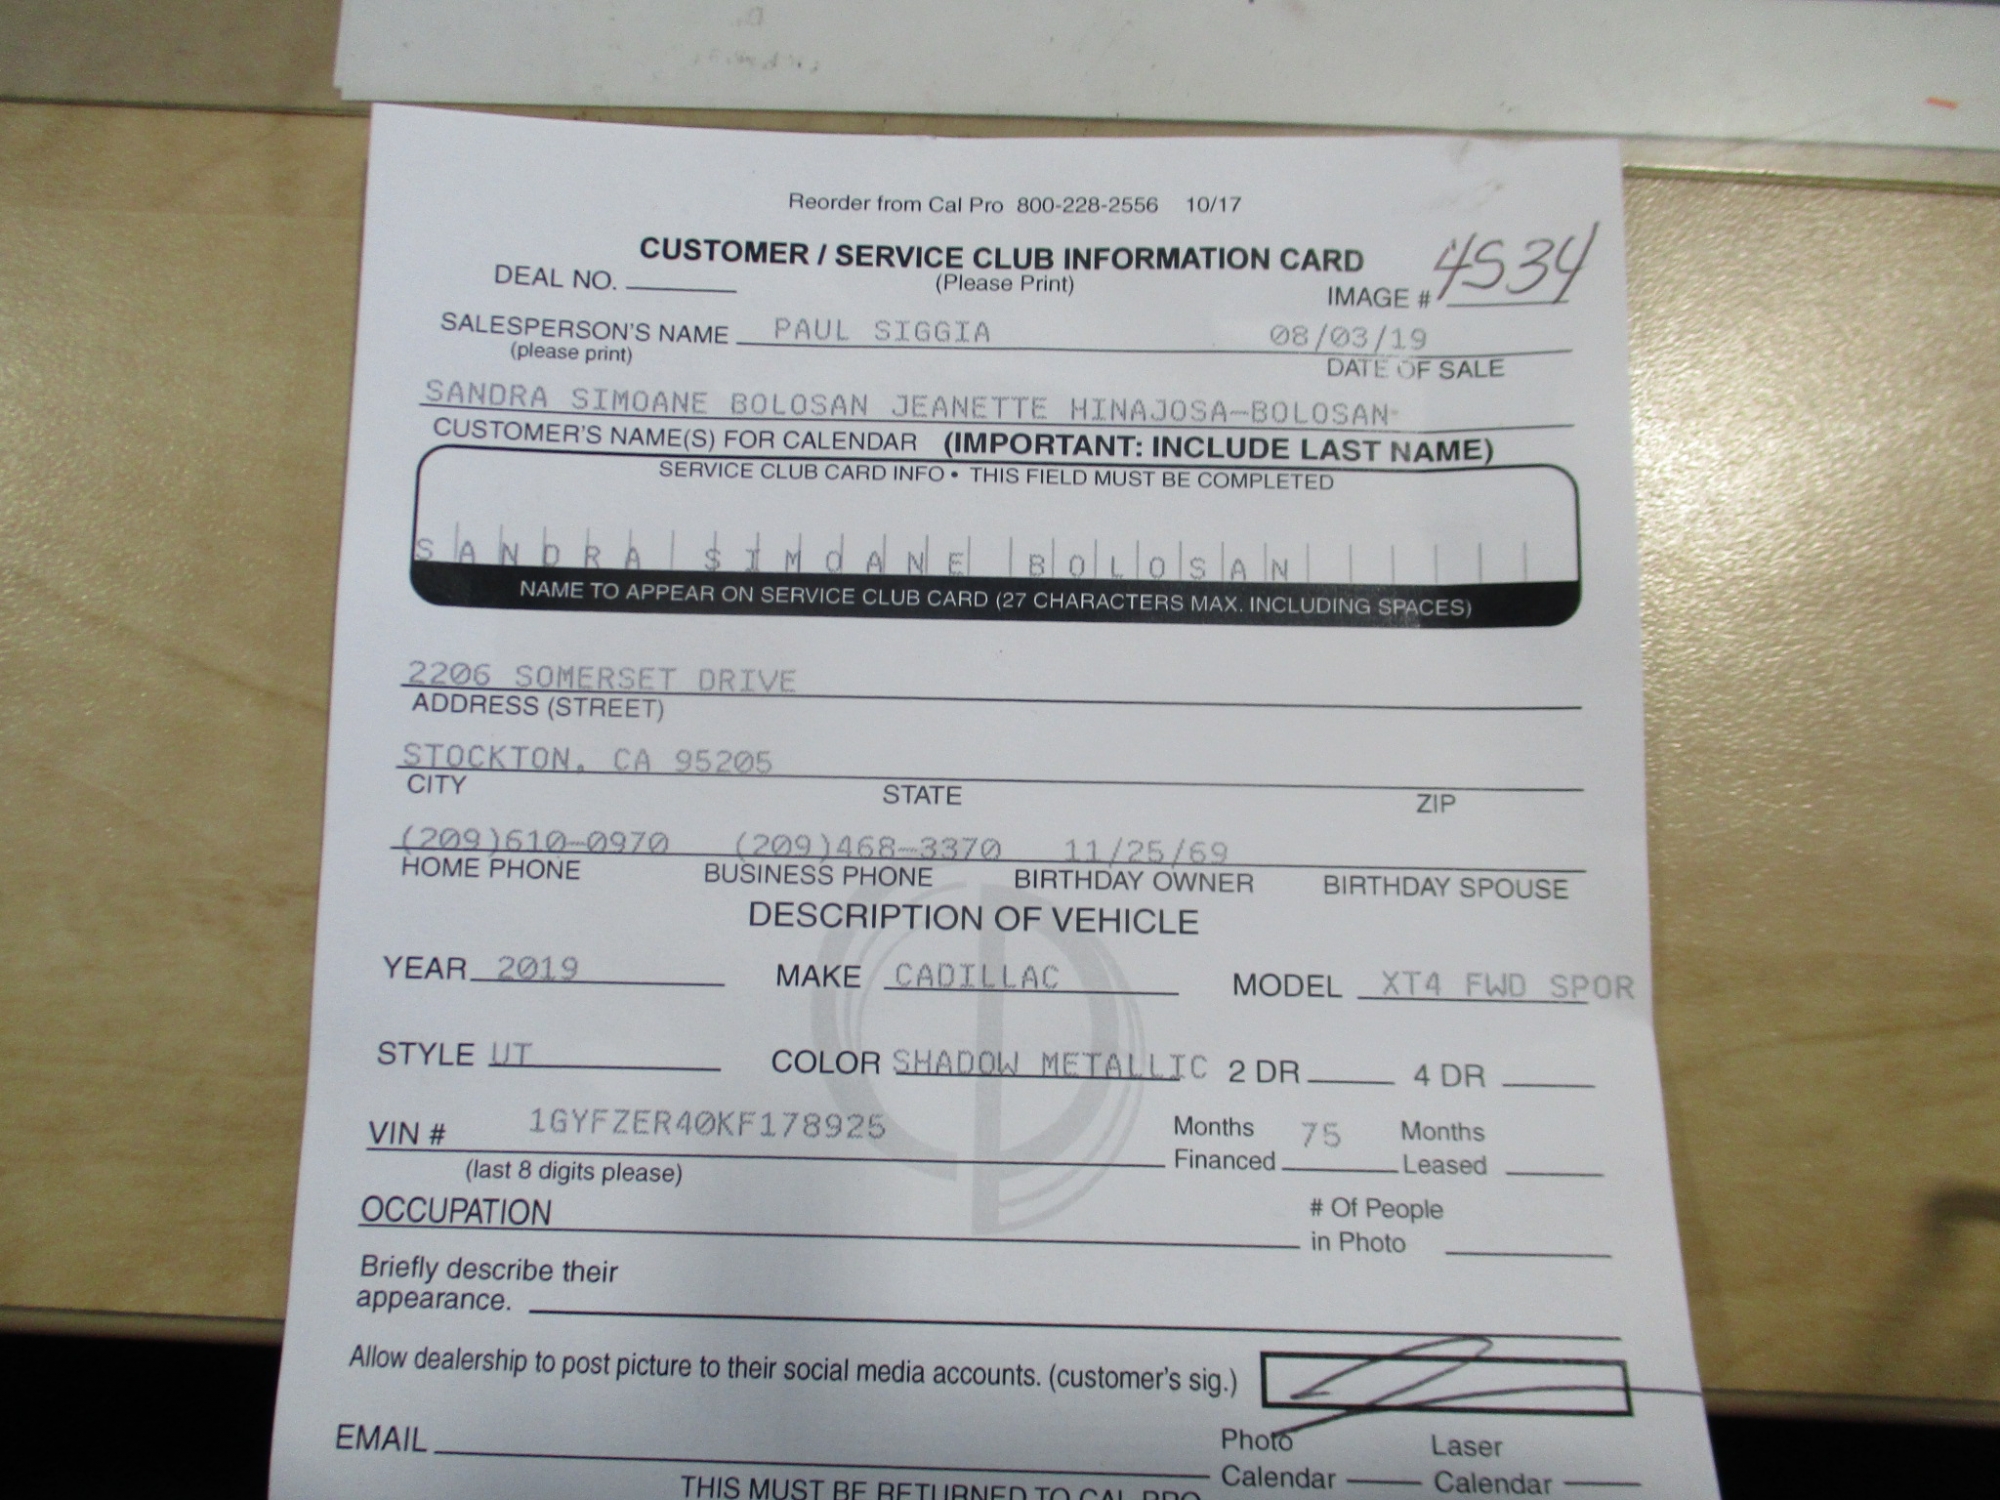 Reorder from Cal Pro 800-228-2556 10/17
CUSTOMER / SERVICE CLUB INFORMATION CARD
DEAL NO. (Please Print) IMAGE # 4534
SALESPERSON'S NAME PAUL SIGGIA 08/03/19
(please print) DATE OF SALE
SANDRA SIMOANE BOLOSAN JEANETTE HINAJOSA-BOLOSAN
CUSTOMER'S NAME(S) FOR CALENDAR (IMPORTANT: INCLUDE LAST NAME)
SERVICE CLUB CARD INFO • THIS FIELD MUST BE COMPLETED
SANDRA SIMOANE BOLOSAN
NAME TO APPEAR ON SERVICE CLUB CARD (27 CHARACTERS MAX. INCLUDING SPACES)
2206 SOMERSET DRIVE
ADDRESS (STREET)
STOCKTON, CA 95205
CITY STATE ZIP
(209)610-0970 (209)468-3370 11/25/69
HOME PHONE BUSINESS PHONE BIRTHDAY OWNER BIRTHDAY SPOUSE
DESCRIPTION OF VEHICLE
YEAR 2019 MAKE CADILLAC MODEL XT4 FWD SPOR
STYLE UT COLOR SHADOW METALLIC 2 DR 4 DR
VIN # 1GYFZER40KF178925 Months Financed 75 Months Leased
(last 8 digits please)
OCCUPATION # Of People in Photo
Briefly describe their
appearance.
Allow dealership to post picture to their social media accounts. (customer's sig.)
EMAIL Photo Calendar Laser Calendar
THIS MUST BE RETURNED TO CAL PRO